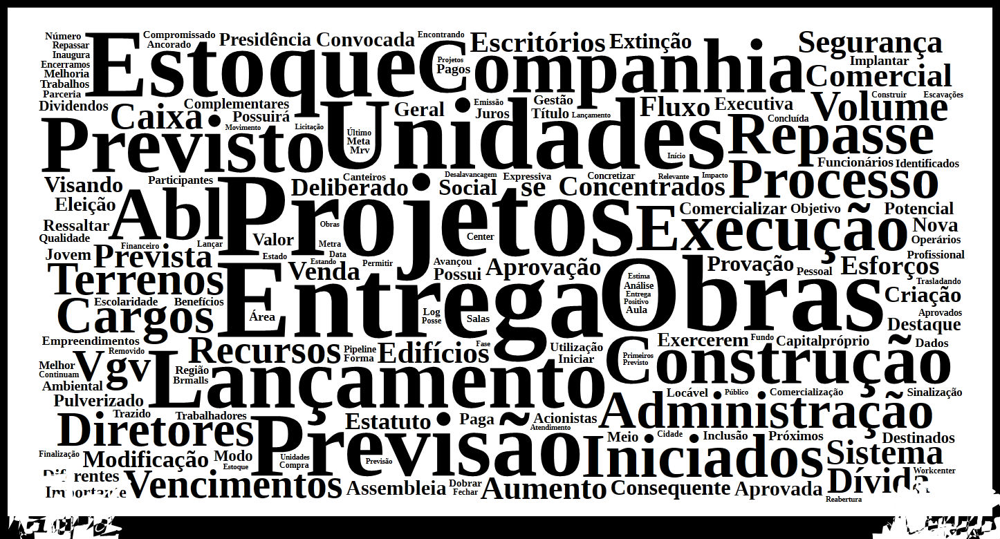 Número Compromissado Presidência Convocada Encontrando Escritórios Extinção Segurança
Repassar Ancorado
Inaugura Estoque Projetos Companhia Implantar
Encerramos Pagos Comercial
Melhoria
Trabalhos
Parceria Construir Escavações
Dividendos Complementares Geral Emissão Gestão Fluxo Executiva Volume
Caixa Possuirá Juros Título Lançamento Concluída
Movimento Licitação Último Unidades Repasse
Previsto Meta
Mrv Início Funcionários Identificados
Visando Participantes Canteiros Desalavancagem Expressiva Concretizar Relevante Impacto Processo
Deliberado Social se Concentrados
Eleição Abl Projetos Comercializar Objetivo Potencial
Ressaltar Obras Execução Nova
Qualidade Valor Center Operários
Financeiro Lançar Metra
Jovem Prevista Estado Data Profissional
Estando Permitir Avançou Aprovação Provação Pessoal Esforços
Terrenos Venda Possui Obras Estima Trasladando
Análise Criação
Escolaridade Benefícios Entrega Entrega
Cargos Positivo
Área Log Aula Aprovados
Posse Salas Destaque
Empreendimentos Fase Exercerem Fundo Capitalpróprio Dados
Removido Recursos Pipeline Edifícios Utilização Primeiros Construção
Melhor Vgv Forma Iniciar Previsto
Continuam Região
Brmalls Lançamento
Ambiental Locável Público Comercialização Sinalização
Pulverizado Administração
Trazido Trabalhadores Estatuto Paga Acionistas
Diretores Previsão Atendimento Meio Cidade Inclusão Próximos Destinados
Finalização Modificação Modo Unidades Previsão Iniciados Sistema
Estoque Compra Workcenter
Vencimentos Assembleia Dobrar Aumento Consequente Aprovada Dívida
Importante Fechar Reabertura